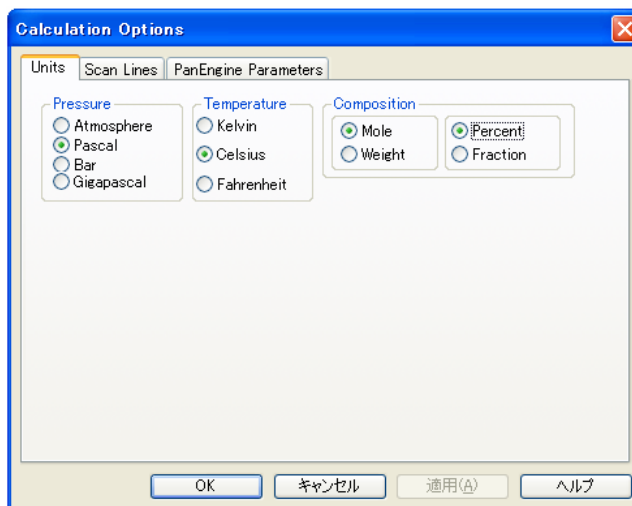 Calculation Options
Units Scan Lines PanEngine Parameters
Pressure
Atmosphere
Pascal
Bar
Gigapascal
Temperature
Kelvin
Celsius
Fahrenheit
Composition
Mole
Weight
Percent
Fraction
OK キャンセル 適用(A) ヘルプ